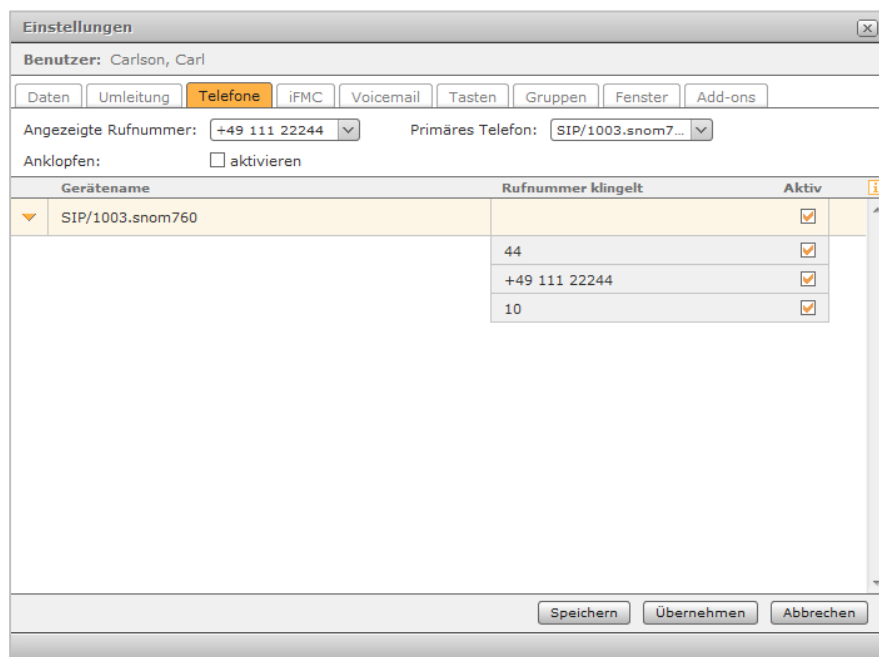 Einstellungen
Benutzer: Carlson, Carl
Daten Umleitung Telefone iFMC Voicemail Tasten Gruppen Fenster Add-ons
Angezeigte Rufnummer: +49 111 22244 Primäres Telefon: SIP/1003.snom7...
Anklopfen: aktivieren
Gerätename Rufnummer klingelt Aktiv
SIP/1003.snom760
44
+49 111 22244
10
Speichern Übernehmen Abbrechen